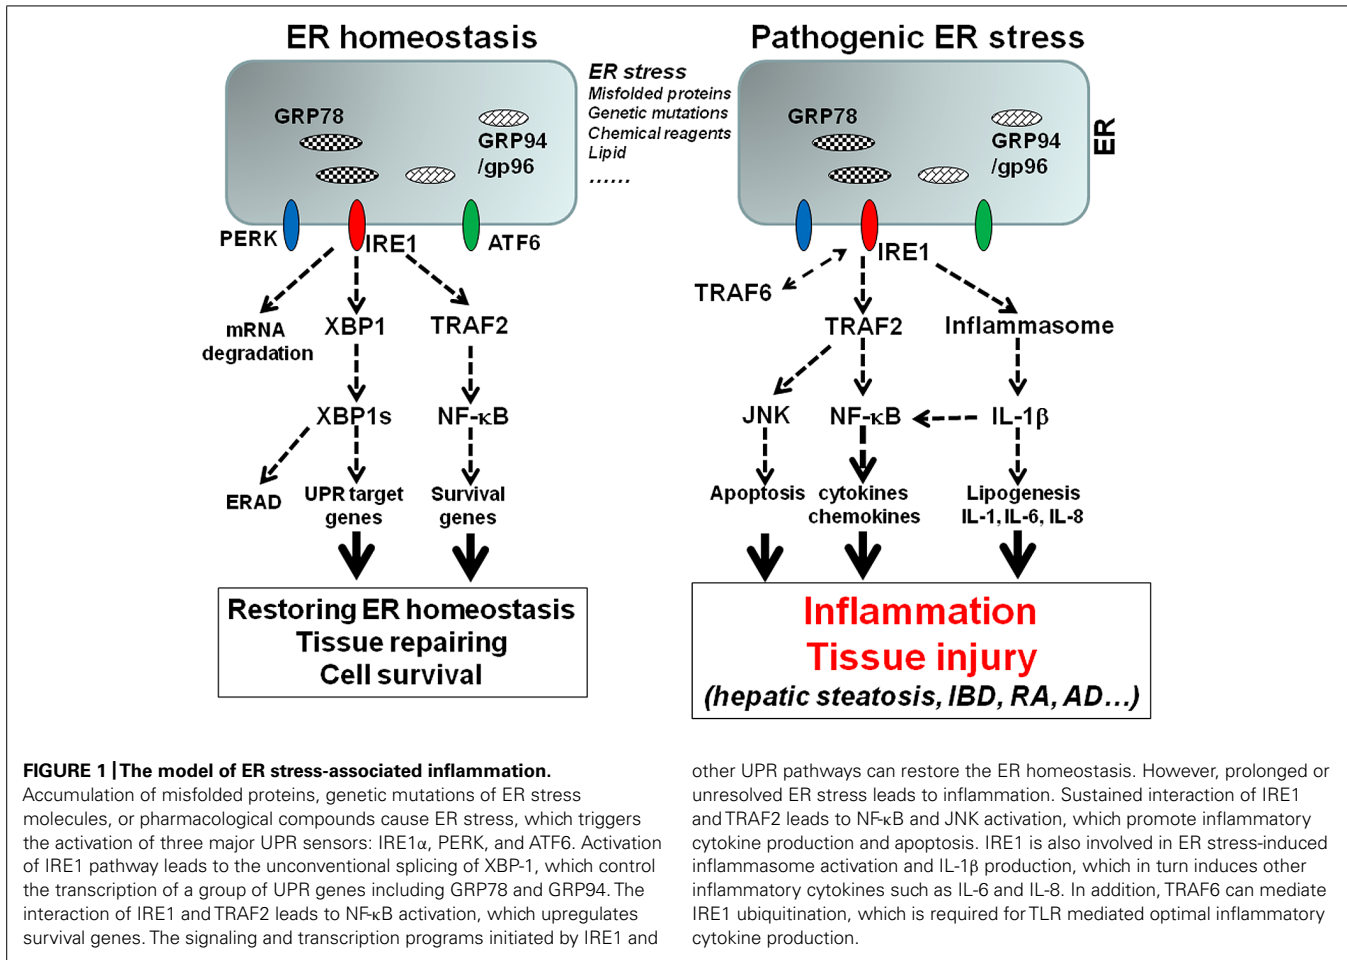 ER homeostasis
GRP78
GRP94
/gp96
PERK
IRE1
ATF6
mRNA
degradation
XBP1
TRAF2
XBP1s
NF-κB
ERAD
UPR target
genes
Survival
genes
Restoring ER homeostasis
Tissue repairing
Cell survival
ER stress
Misfolded proteins
Genetic mutations
Chemical reagents
Lipid
......
Pathogenic ER stress
GRP78
GRP94
/gp96
ER
IRE1
TRAF6
TRAF2
Inflammasome
JNK
NF-κB
IL-1β
Apoptosis
cytokines
chemokines
Lipogenesis
IL-1, IL-6, IL-8
Inflammation
Tissue injury
(hepatic steatosis, IBD, RA, AD...)
FIGURE 1 | The model of ER stress-associated inflammation.
Accumulation of misfolded proteins, genetic mutations of ER stress
molecules, or pharmacological compounds cause ER stress, which triggers
the activation of three major UPR sensors: IRE1α, PERK, and ATF6. Activation
of IRE1 pathway leads to the unconventional splicing of XBP-1, which control
the transcription of a group of UPR genes including GRP78 and GRP94. The
interaction of IRE1 and TRAF2 leads to NF-κB activation, which upregulates
survival genes. The signaling and transcription programs initiated by IRE1 and
other UPR pathways can restore the ER homeostasis. However, prolonged or
unresolved ER stress leads to inflammation. Sustained interaction of IRE1
and TRAF2 leads to NF-κB and JNK activation, which promote inflammatory
cytokine production and apoptosis. IRE1 is also involved in ER stress-induced
inflammasome activation and IL-1β production, which in turn induces other
inflammatory cytokines such as IL-6 and IL-8. In addition, TRAF6 can mediate
IRE1 ubiquitination, which is required for TLR mediated optimal inflammatory
cytokine production.